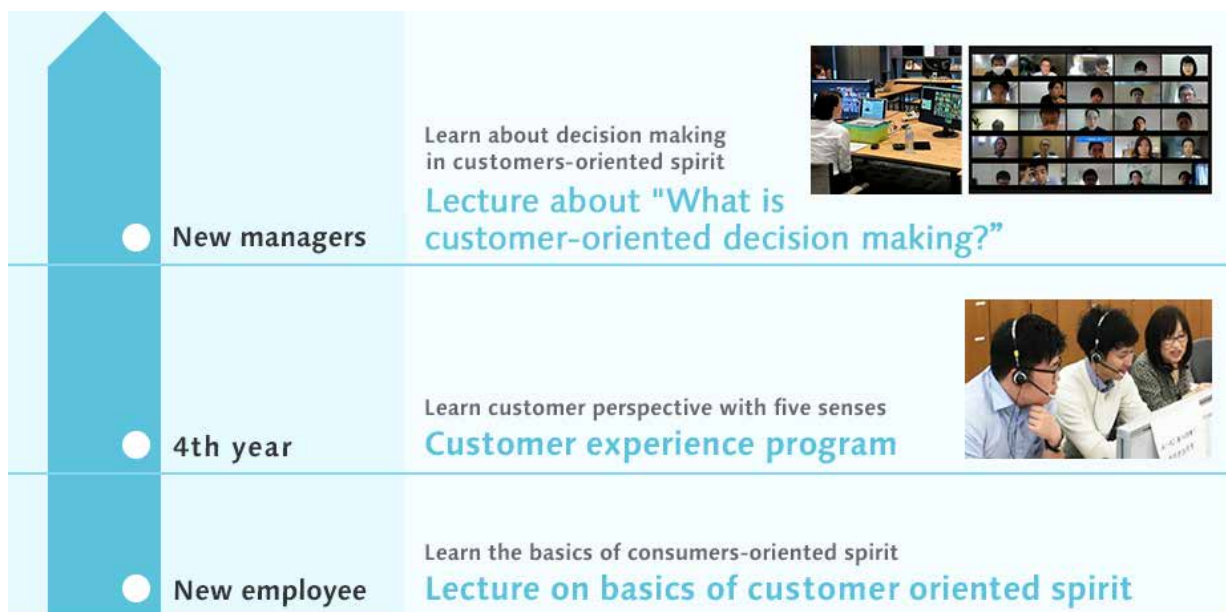 Learn about decision making
in customers-oriented spirit
Lecture about "What is
customer-oriented decision making?”
New managers
Learn customer perspective with five senses
Customer experience program
4th year
Learn the basics of consumers-oriented spirit
Lecture on basics of customer oriented spirit
New employee